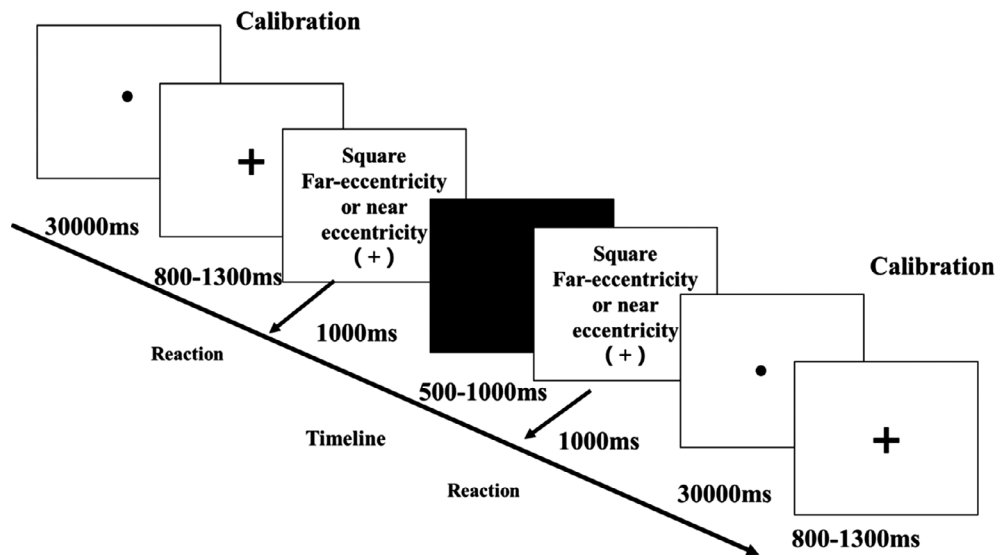 Calibration
Square
Far-eccentricity
or near
eccentricity
( + )
30000ms
800-1300ms
1000ms
Reaction
Square
Far-eccentricity
or near
eccentricity
( + )
Calibration
500-1000ms
Timeline
1000ms
Reaction
30000ms
800-1300ms